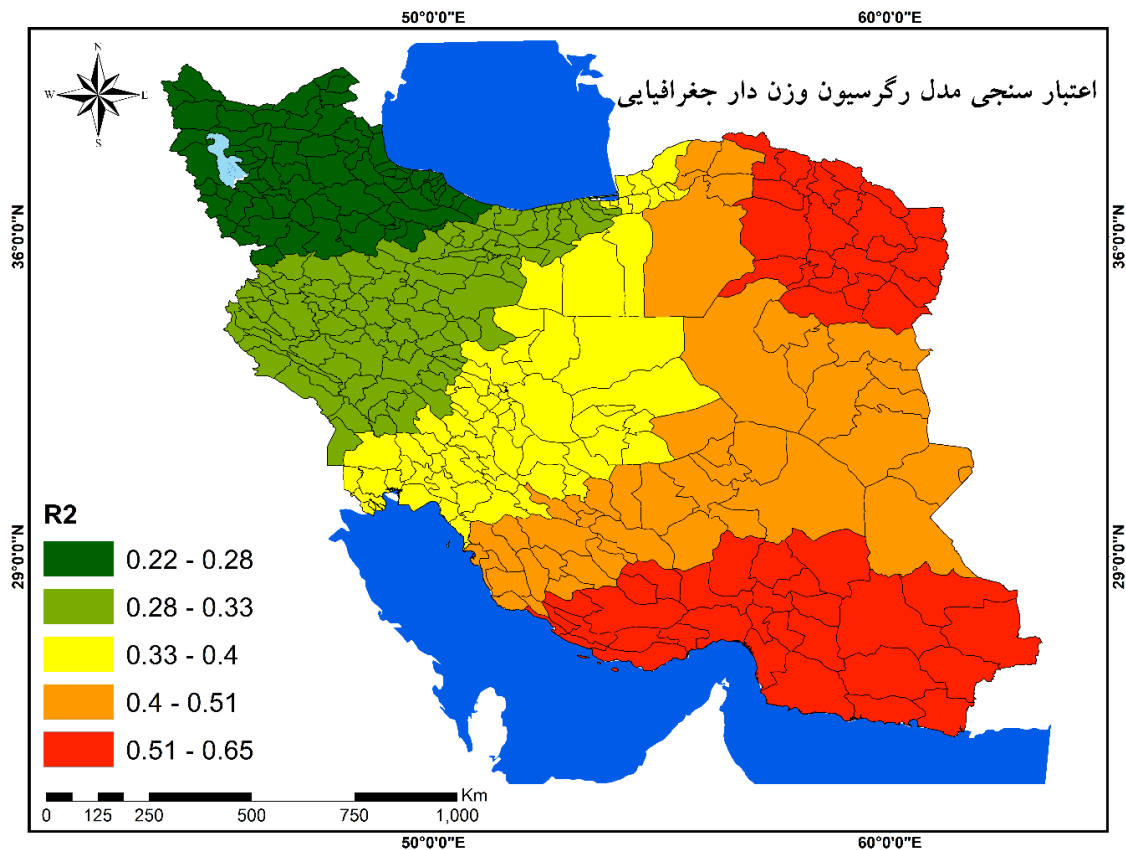 50°0'0"E
60°0'0"E
N
W
E
S
اعتبار سنجی مدل رگرسیون وزن دار جغرافیایی
36°0'0"N
36°0'0"N
29°0'0"N
29°0'0"N
R2
0.22 - 0.28
0.28 - 0.33
0.33 - 0.4
0.4 - 0.51
0.51 - 0.65
Km
0 125 250 500 750 1,000
50°0'0"E
60°0'0"E